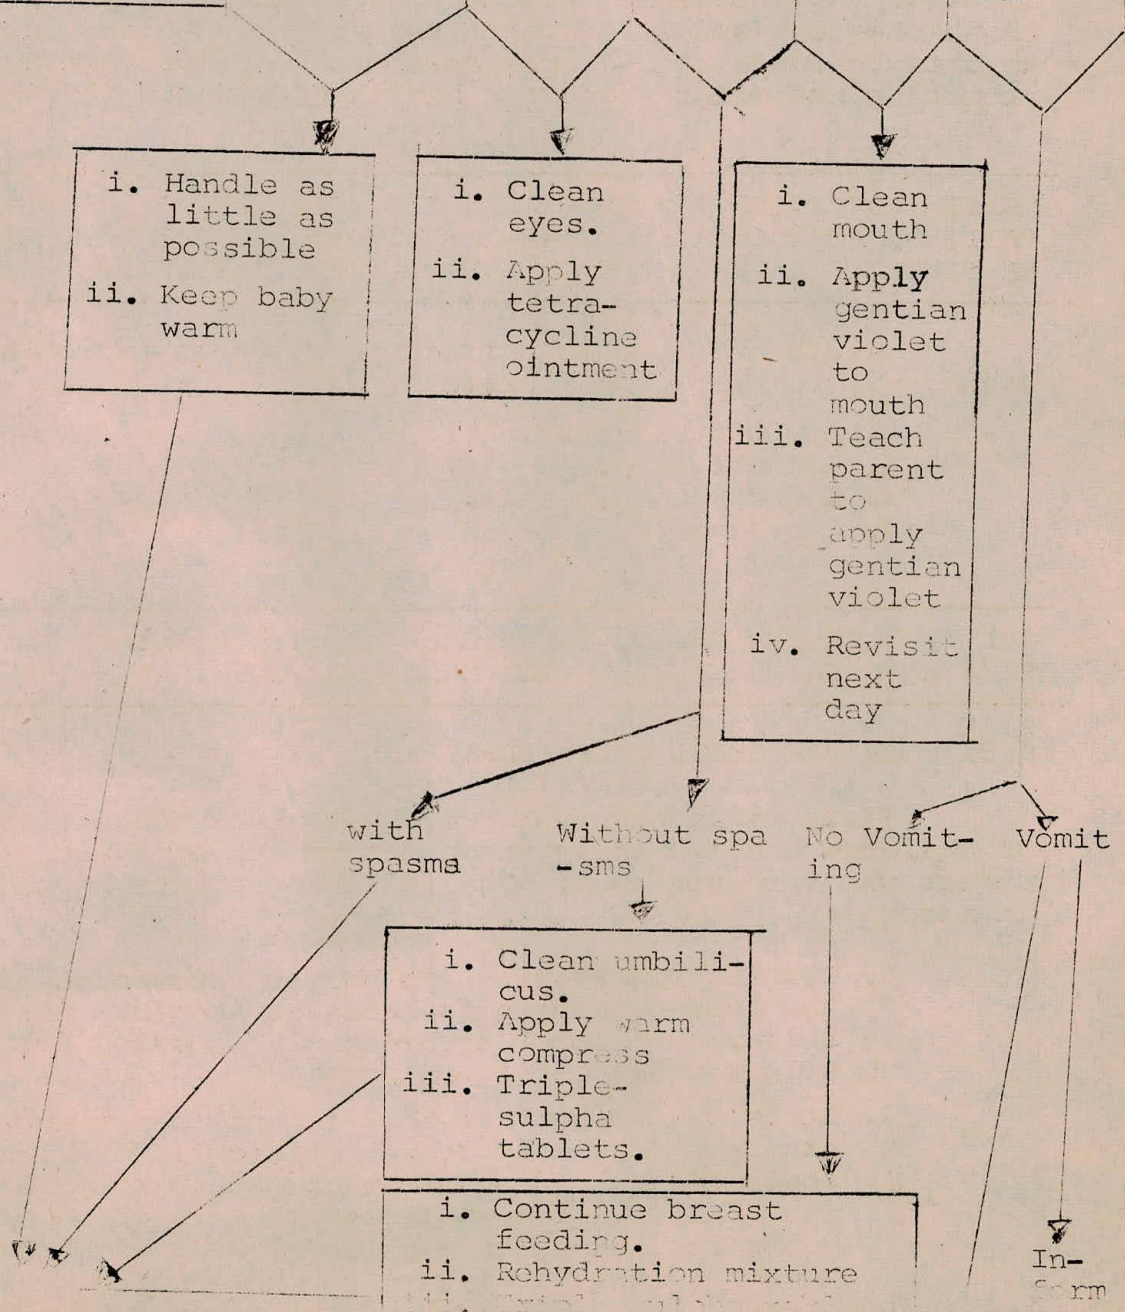 i. Handle as
little as
possible
ii. Keep baby
warm
i. Clean
eyes.
ii. Apply
tetra-
cycline
ointment
i. Clean
mouth
ii. Apply
gentian
violet
to
mouth
iii. Teach
parent
to
apply
gentian
violet
iv. Revisit
next
day
with
spasma
Without spa
-sms
No Vomit-
ing
Vomit
i. Clean umbili-
cus.
ii. Apply warm
compress
iii. Triple-
sulpha
tablets.
i. Continue breast
feeding.
ii. Rehydration mixture
In-
form